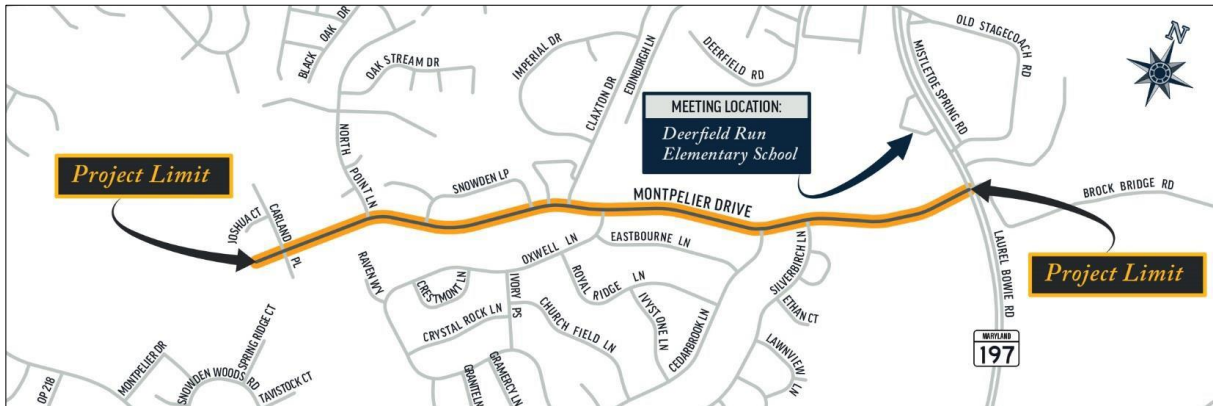 BLACK OAK DR
OAK STREAM DR
IMPERIAL DR
CLAXTON DR
EDINBURGH LN
DEERFIELD RD
MISTLETOE SPRING RD
OLD STAGECOACH RD
N
MEETING LOCATION:
Deerfield Run
Elementary School
Project Limit
NORTH POINT LN
SNOWDEN LP
MONTPELIER DRIVE
BROCK BRIDGE RD
JOSHUA CT
CARLAND PL
RAVEN WY
OXWELL LN
EASTBOURNE LN
SILVERBIRCH LN
LAUREL BOWIE RD
Project Limit
CRESTMONT LN
IVORY PS
ROYAL RIDGE LN
IVYSTONE LN
ETHAN CT
CRYSTAL ROCK LN
CHURCH FIELD LN
CEDARBROOK LN
MARYLAND
197
OP 218
MONTPELIER DR
SNOWDEN WOODS RD
SPRING RIDGE CT
TAVISTOCK CT
GRANITE LN
GRAMERCY LN
LAWNVIEW LN